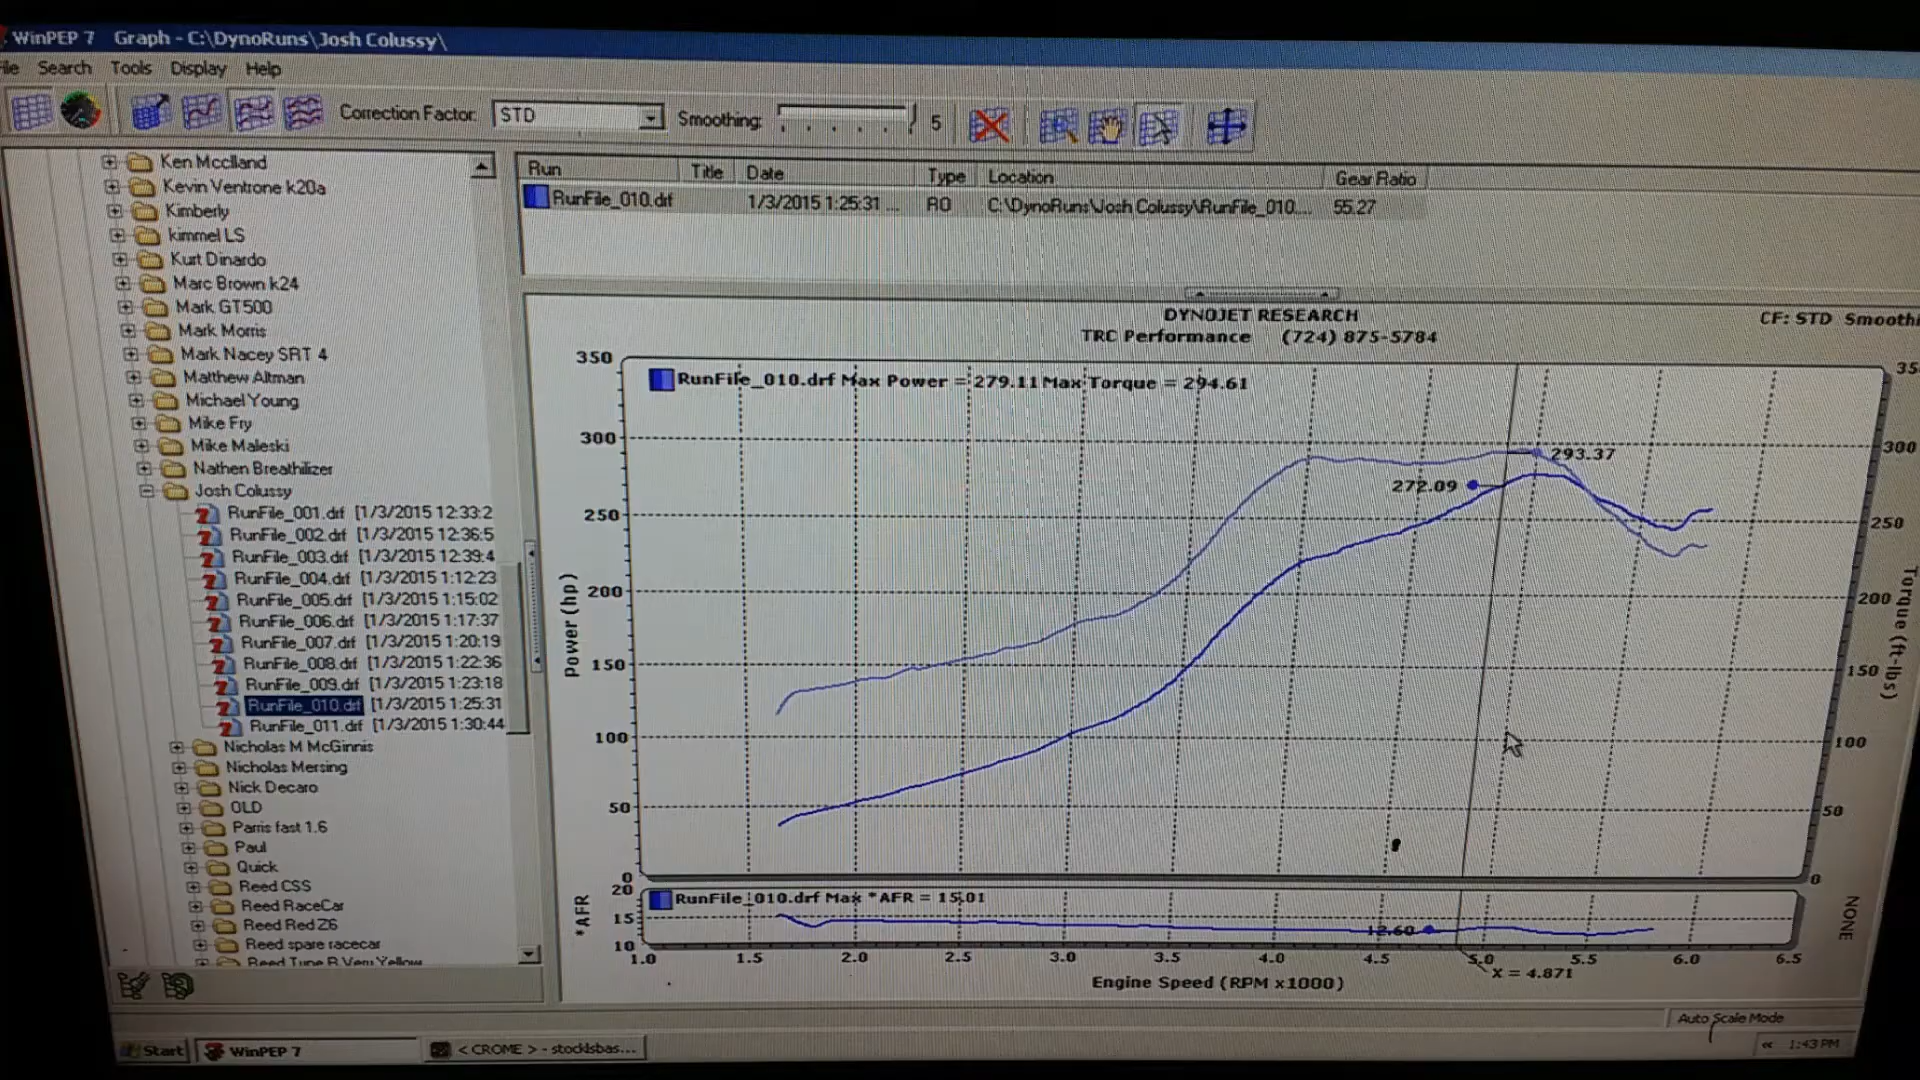 WinPEP 7 Graph - C:\DynoRuns\Josh Colussy\
File Search Tools Display Help
Correction Factor: STD Smoothing: 5
Ken Mcclland
Kevin Ventrone k20a
Kimberly
kimmel LS
Kurt Dinardo
Marc Brown k24
Mark GT500
Mark Morris
Mark Nacey SRT 4
Matthew Altman
Michael Young
Mike Fry
Mike Maleski
Nathen Breathilizer
Josh Colussy
RunFile_001.drf [1/3/2015 12:33:2
RunFile_002.drf [1/3/2015 12:36:5
RunFile_003.drf [1/3/2015 12:39:4
RunFile_004.drf [1/3/2015 1:12:23
RunFile_005.drf [1/3/2015 1:15:02
RunFile_006.drf [1/3/2015 1:17:37
RunFile_007.drf [1/3/2015 1:20:19
RunFile_008.drf [1/3/2015 1:22:36
RunFile_009.drf [1/3/2015 1:23:18
RunFile_010.drf [1/3/2015 1:25:31
RunFile_011.drf [1/3/2015 1:30:44
Nicholas M McGinnis
Nicholas Mersing
Nick Decaro
OLD
Parris fast 1.6
Paul
Quick
Reed CSS
Reed RaceCar
Reed Red Z6
Reed spare racecar
Run Title Date Type Location Gear Ratio
RunFile_010.drf 1/3/2015 1:25:31 ... RO C:\DynoRuns\Josh Colussy\RunFile_010.... 55.27
DYNOJET RESEARCH
TRC Performance (724) 875-5784
CF: STD Smoothi
RunFile_010.drf Max Power = 279.11 Max Torque = 294.61
350
300
250
200
150
100
50
0
Power (hp)
293.37
272.09
35
300
250
200
150
100
50
0
Torque (ft-lbs)
RunFile_010.drf Max *AFR = 15.01
20
15
10
*AFR
12.60
NONE
1.0 1.5 2.0 2.5 3.0 3.5 4.0 4.5 5.0 5.5 6.0 6.5
X = 4.871
Engine Speed (RPM x1000)
Auto Scale Mode
Start WinPEP 7 < CROME > - stocklsbas... « 1:43 PM